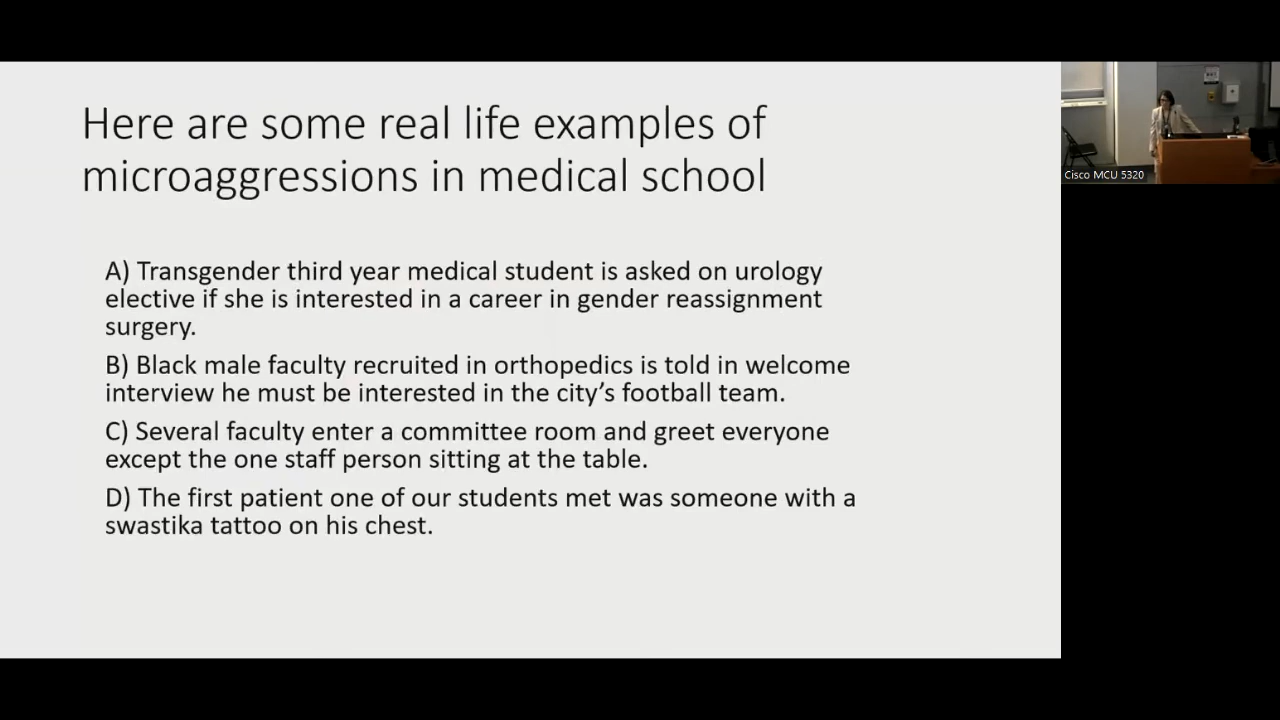 Here are some real life examples of
microaggressions in medical school
A) Transgender third year medical student is asked on urology
elective if she is interested in a career in gender reassignment
surgery.
B) Black male faculty recruited in orthopedics is told in welcome
interview he must be interested in the city’s football team.
C) Several faculty enter a committee room and greet everyone
except the one staff person sitting at the table.
D) The first patient one of our students met was someone with a
swastika tattoo on his chest.
Cisco MCU 5320